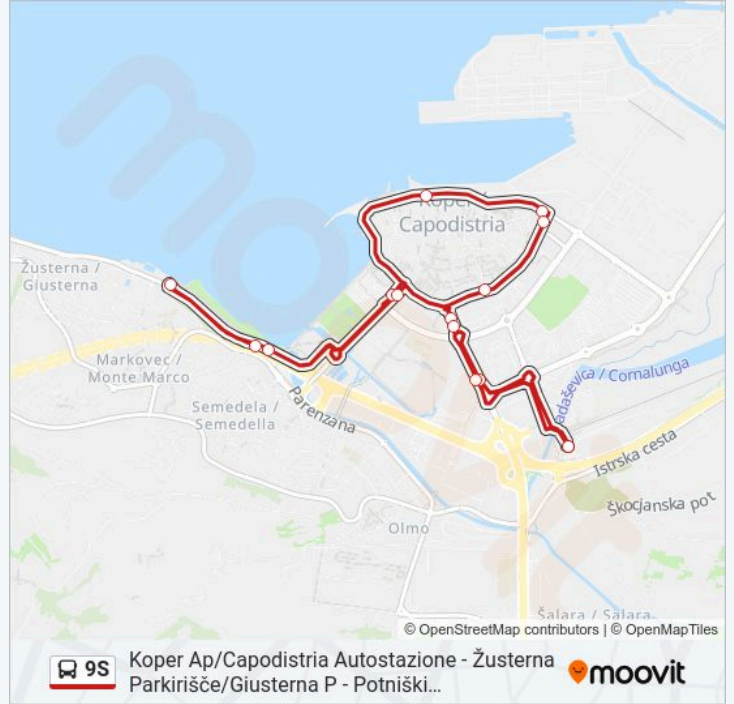 Koper /
Capodistria
Žusterna /
Giusterna
Markovec /
Monte Marco
Semedela /
Semedella
Parenzana
Olmo
/ Cornalunga
Istrska cesta
Škocjanska pot
Šalara / Salara
© OpenStreetMap contributors | © OpenMapTiles
9S
Koper Ap/Capodistria Autostazione - Žusterna
Parkirišče/Giusterna P - Potniški…
moovit